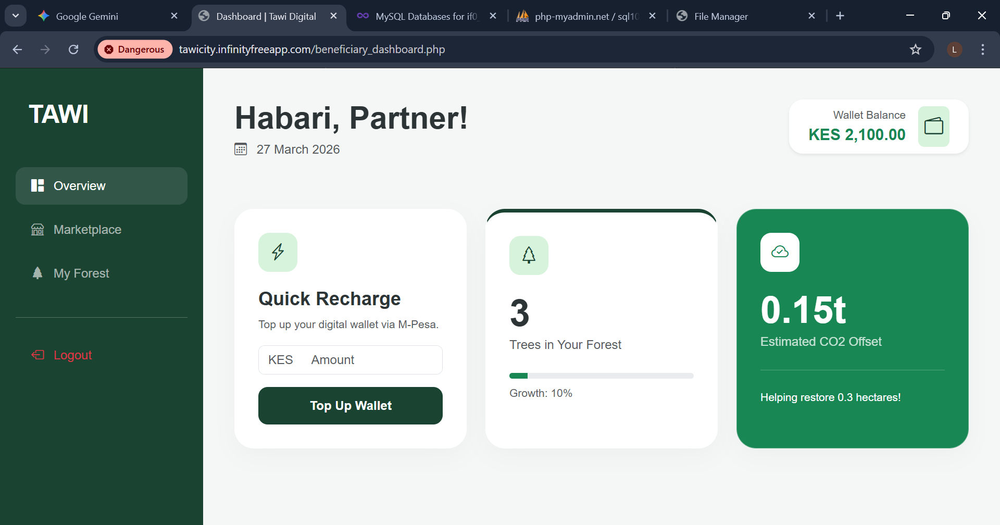 Google Gemini
Dashboard | Tawi Digital
MySQL Databases for if0_
php-myadmin.net / sql10
File Manager
Dangerous
tawicity.infinityfreeapp.com/beneficiary_dashboard.php
L
TAWI
Overview
Marketplace
My Forest
Logout
Habari, Partner!
27 March 2026
Wallet Balance
KES 2,100.00
Quick Recharge
Top up your digital wallet via M-Pesa.
KES Amount
Top Up Wallet
3
Trees in Your Forest
Growth: 10%
0.15t
Estimated CO2 Offset
Helping restore 0.3 hectares!